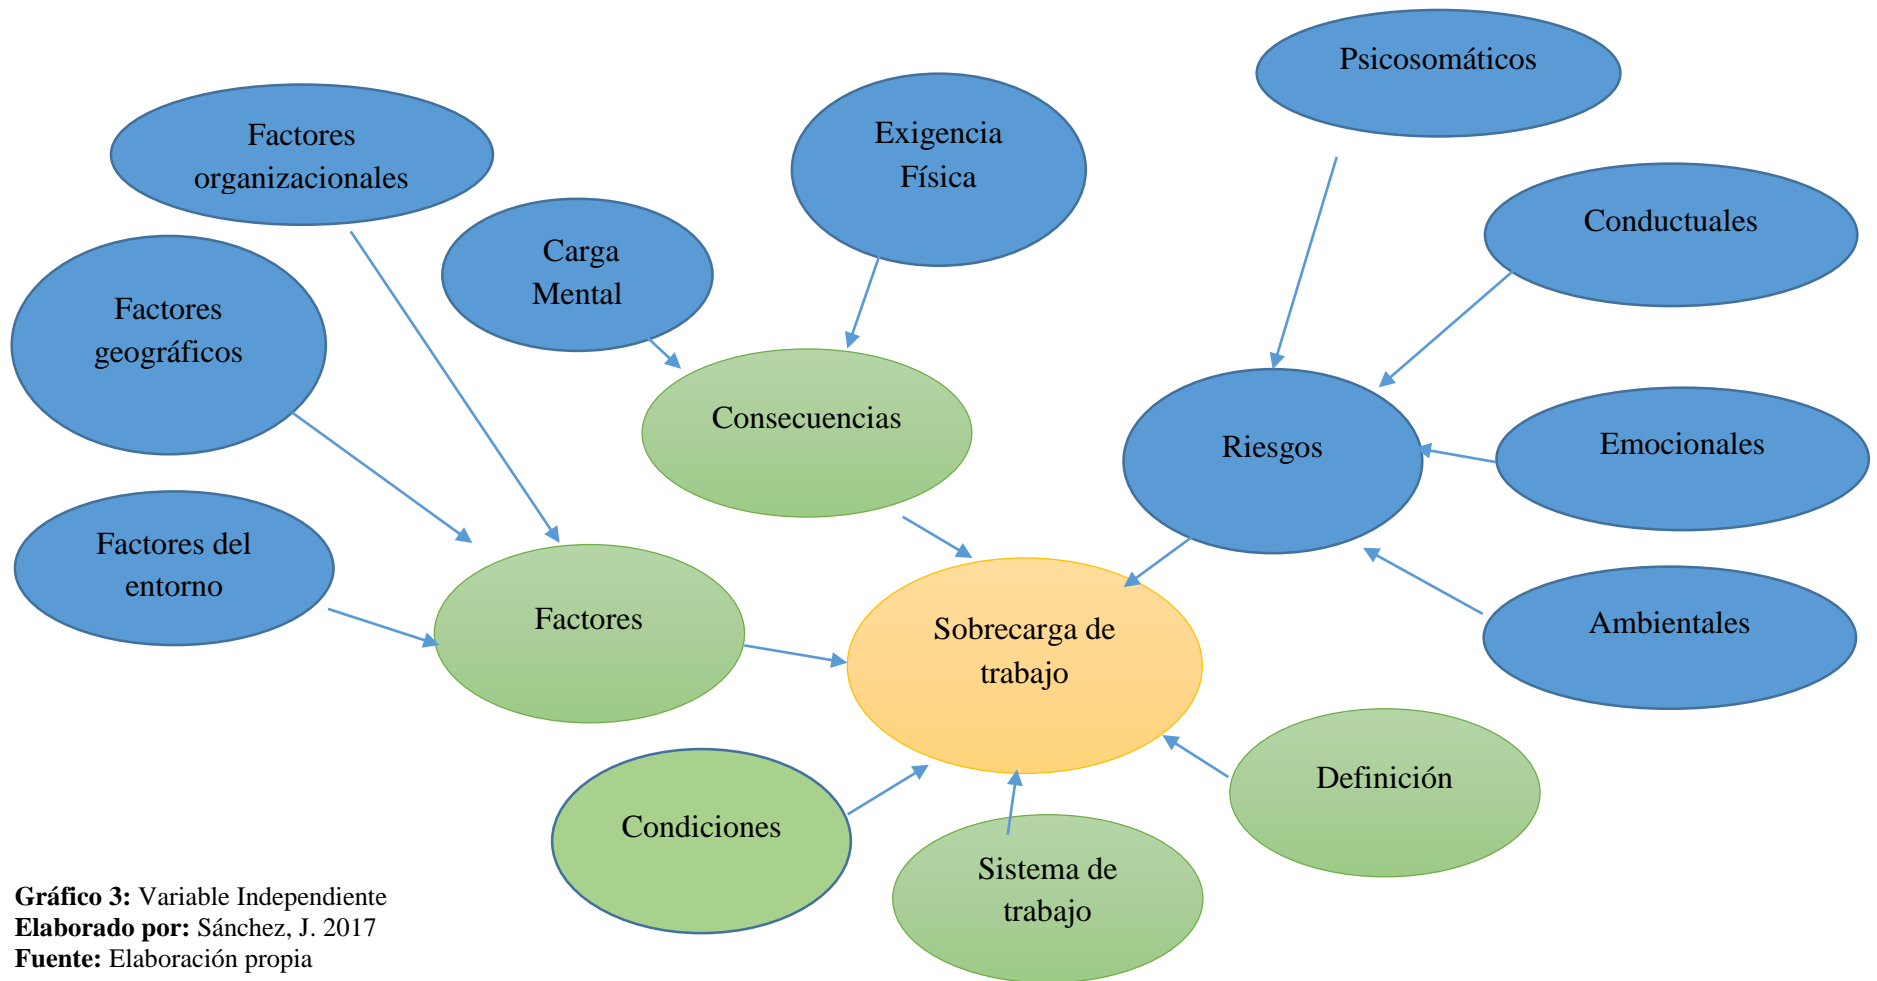 Psicosomáticos
Factores
organizacionales
Exigencia
Física
Conductuales
Carga
Mental
Factores
geográficos
Consecuencias
Riesgos
Emocionales
Factores del
entorno
Factores
Sobrecarga de
trabajo
Ambientales
Definición
Condiciones
Sistema de
trabajo
Gráfico 3: Variable Independiente
Elaborado por: Sánchez, J. 2017
Fuente: Elaboración propia